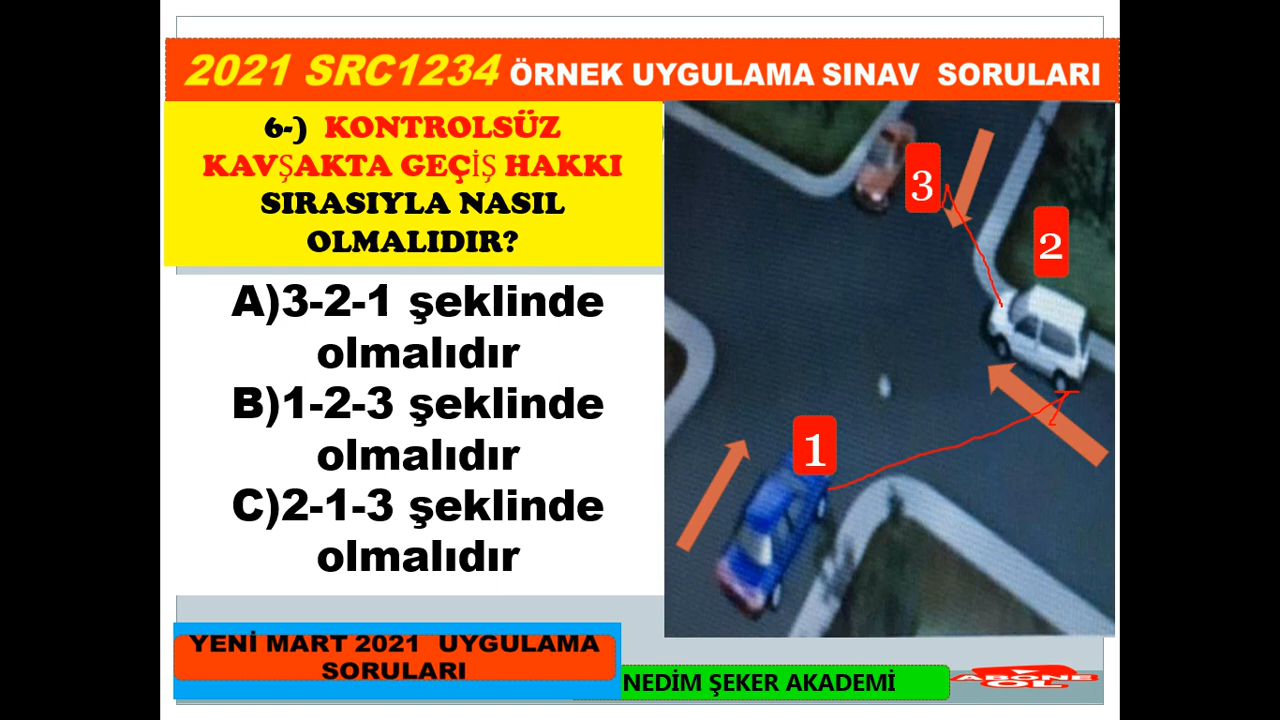 2021 SRC1234 ÖRNEK UYGULAMA SINAV SORULARI
6-) KONTROLSÜZ
KAVŞAKTA GEÇİŞ HAKKI
SIRASIYLA NASIL
OLMALIDIR?
A)3-2-1 şeklinde
olmalıdır
B)1-2-3 şeklinde
olmalıdır
C)2-1-3 şeklinde
olmalıdır
3
2
1
YENİ MART 2021 UYGULAMA
SORULARI
NEDİM ŞEKER AKADEMİ
ABONE
OL